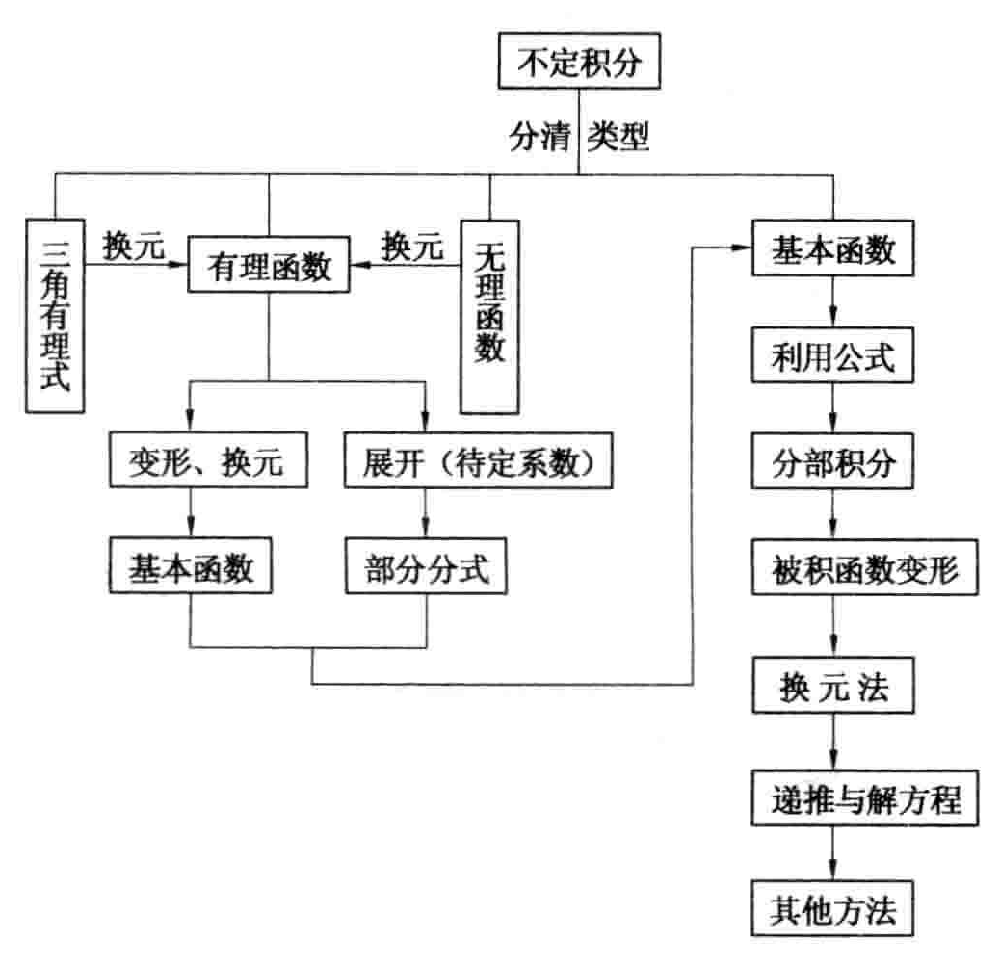 不定积分
分清 类型
三角有理式
换元
有理函数
换元
无理函数
基本函数
利用公式
变形、换元
展开（待定系数）
分部积分
基本函数
部分分式
被积函数变形
换元法
递推与解方程
其他方法